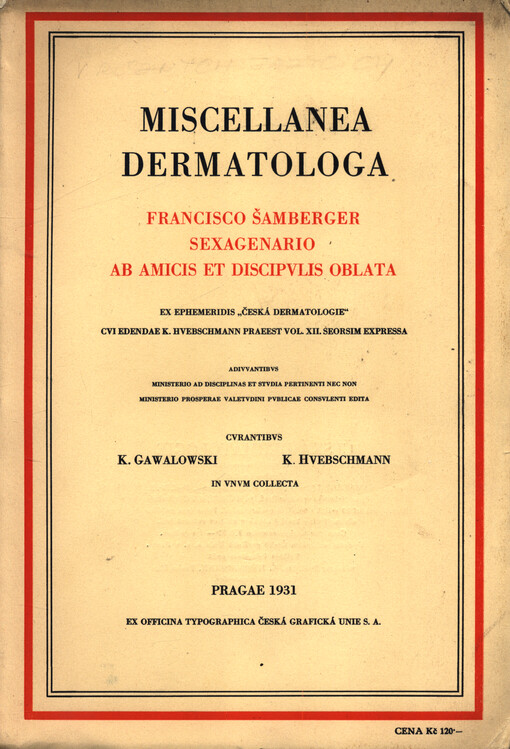 MISCELLANEA
DERMATOLOGA
FRANCISCO ŠAMBERGER
SEXAGENARIO
AB AMICIS ET DISCIPVLIS OBLATA
EX EPHEMERIDIS „ČESKÁ DERMATOLOGIE“
CVI EDENDAE K. HVEBSCHMANN PRAEEST VOL. XII. SEORSIM EXPRESSA
ADIVVANTIBVS
MINISTERIO AD DISCIPLINAS ET STVDIA PERTINENTI NEC NON
MINISTERIO PROSPERAE VALETVDINI PVBLICAE CONSVLENTI EDITA
CVRANTIBVS
K. GAWALOWSKI K. HVEBSCHMANN
IN VNVM COLLECTA
PRAGAE 1931
EX OFFICINA TYPOGRAPHICA ČESKÁ GRAFICKÁ UNIE S. A.
CENA Kč 120·—